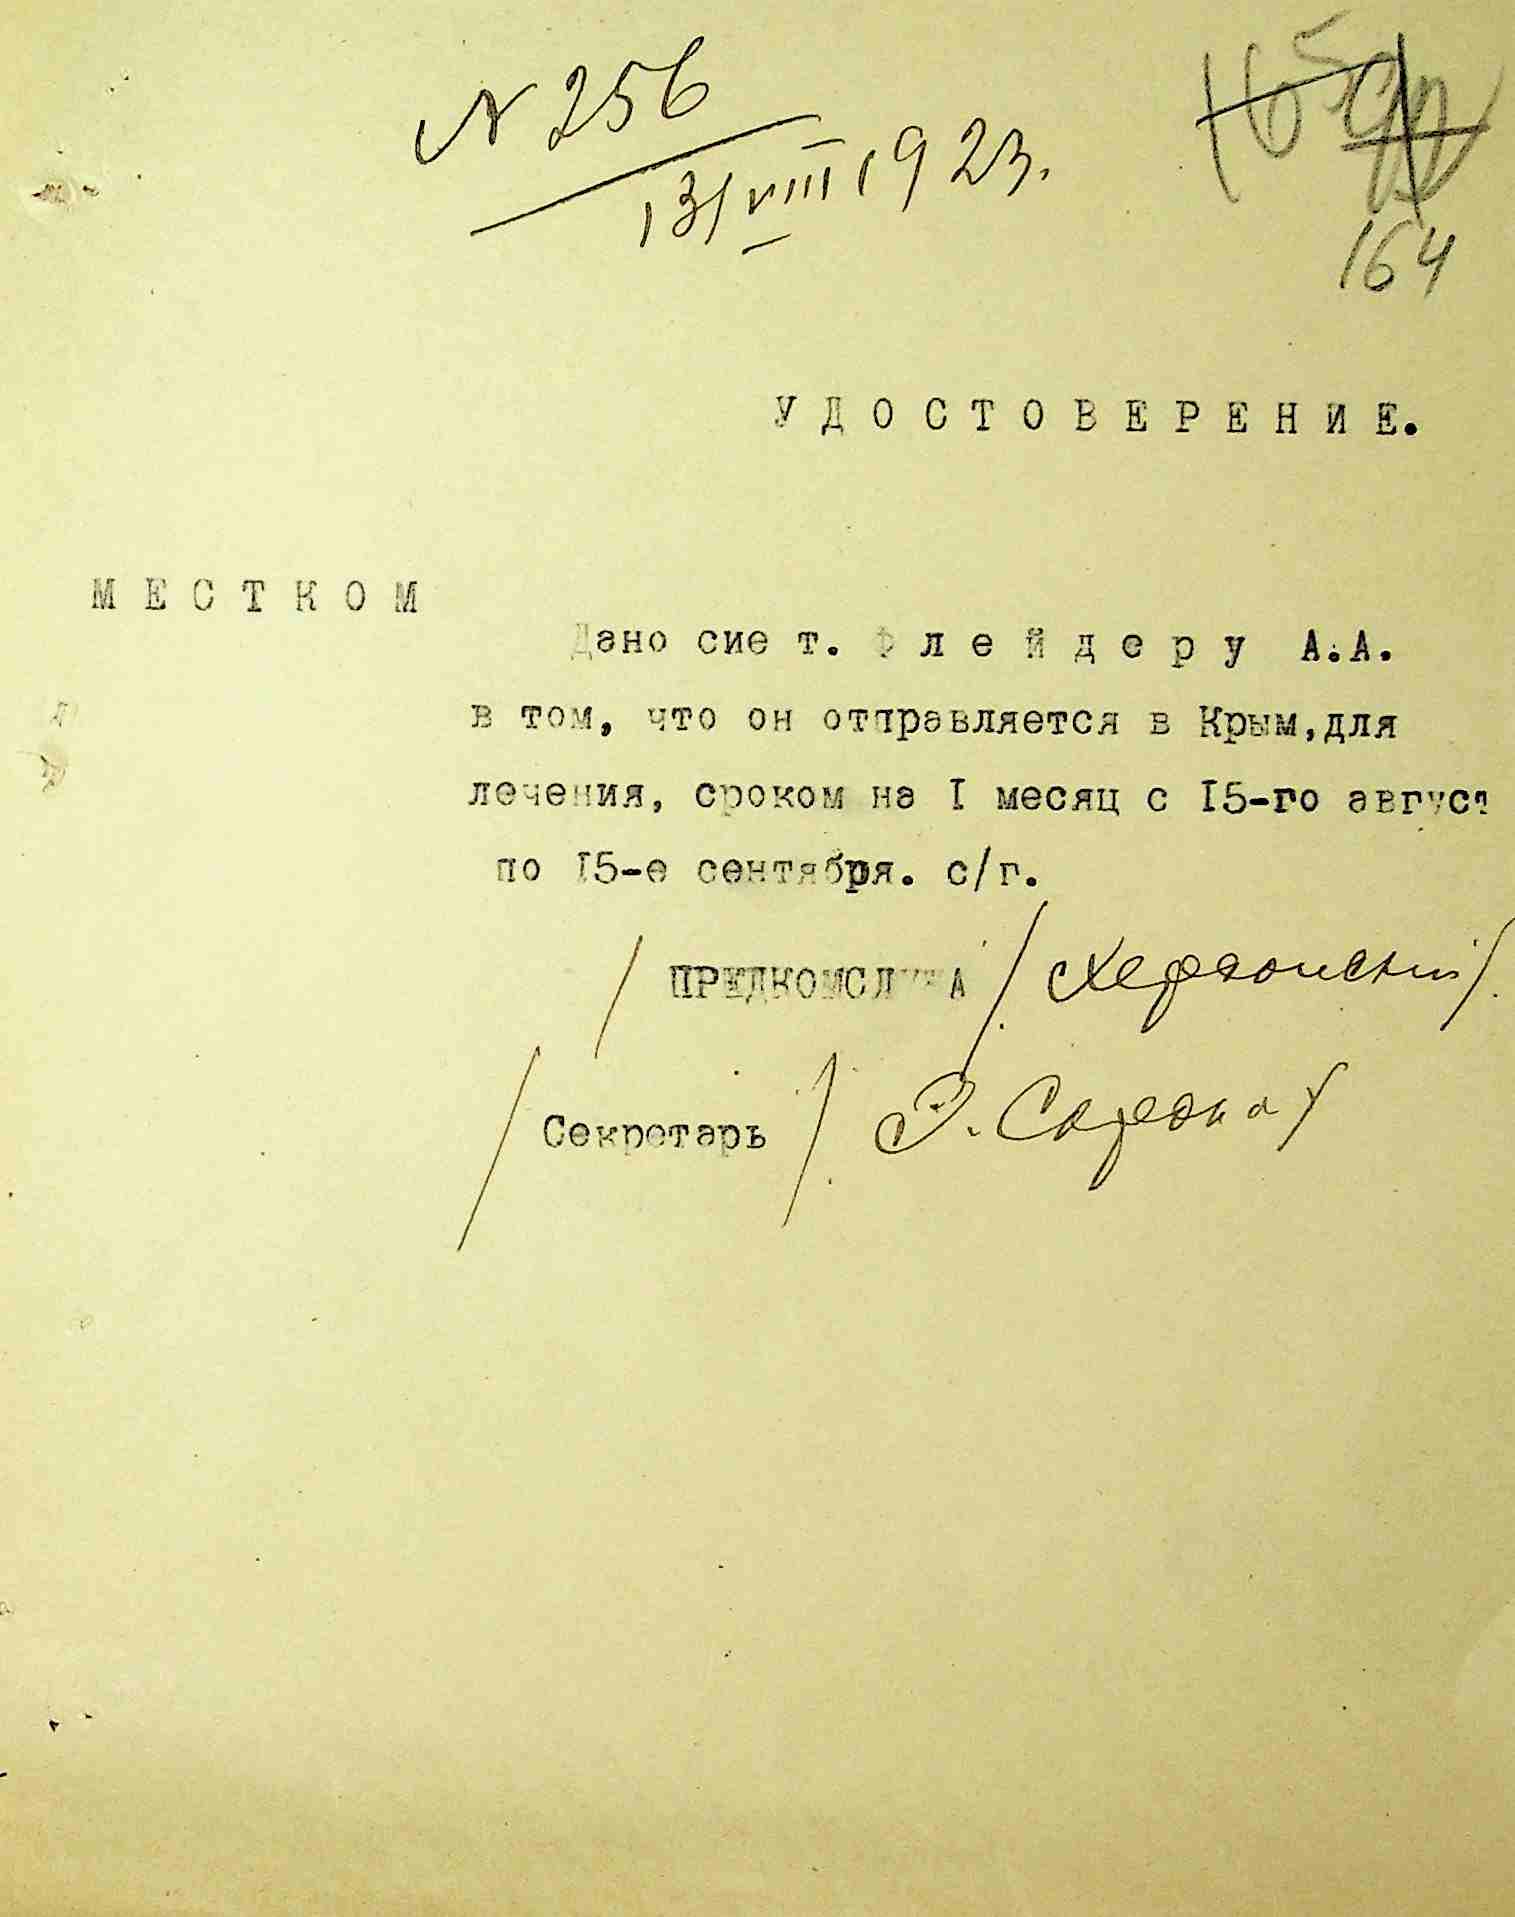 N 256
13/VIII 1923.
164
УДОСТОВЕРЕНИЕ.
МЕСТКОМ
Дано сие т. Флейдеру А.А.
в том, что он отправляется в Крым, для
лечения, сроком на I месяц с I5-го август
по I5-е сентября. с/г.
/ ПРЕДКОМСЛУЖА / Херсонский /.
/ Секретарь /. Э.